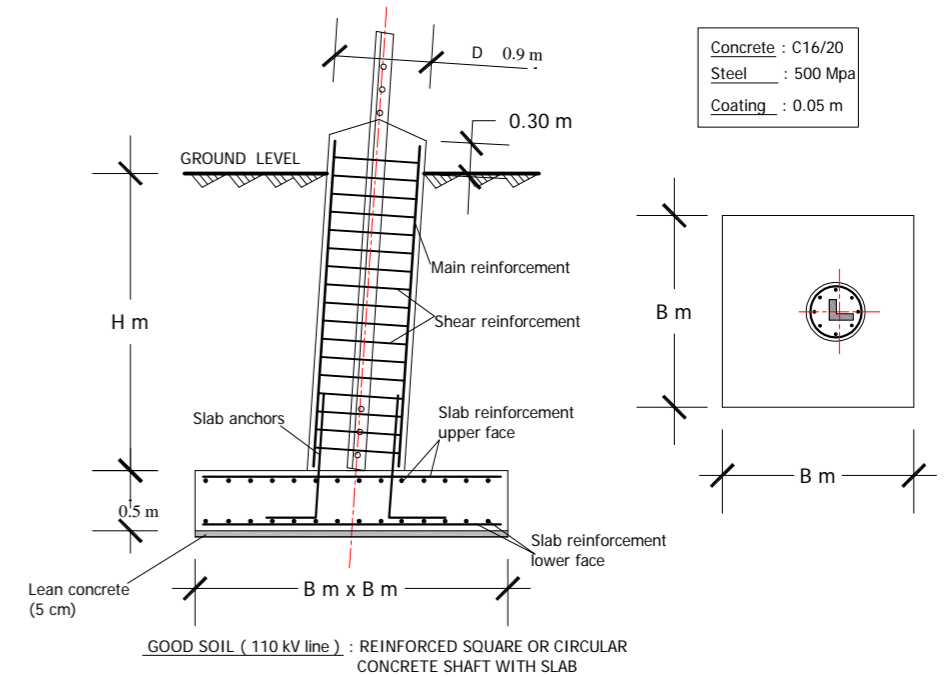 D 0.9 m
Concrete : C16/20
Steel : 500 Mpa
Coating : 0.05 m
0.30 m
GROUND LEVEL
Main reinforcement
H m
Shear reinforcement
B m
Slab anchors
Slab reinforcement
upper face
B m
0.5 m
Slab reinforcement
lower face
Lean concrete
(5 cm)
B m x B m
GOOD SOIL ( 110 kV line ) : REINFORCED SQUARE OR CIRCULAR
CONCRETE SHAFT WITH SLAB